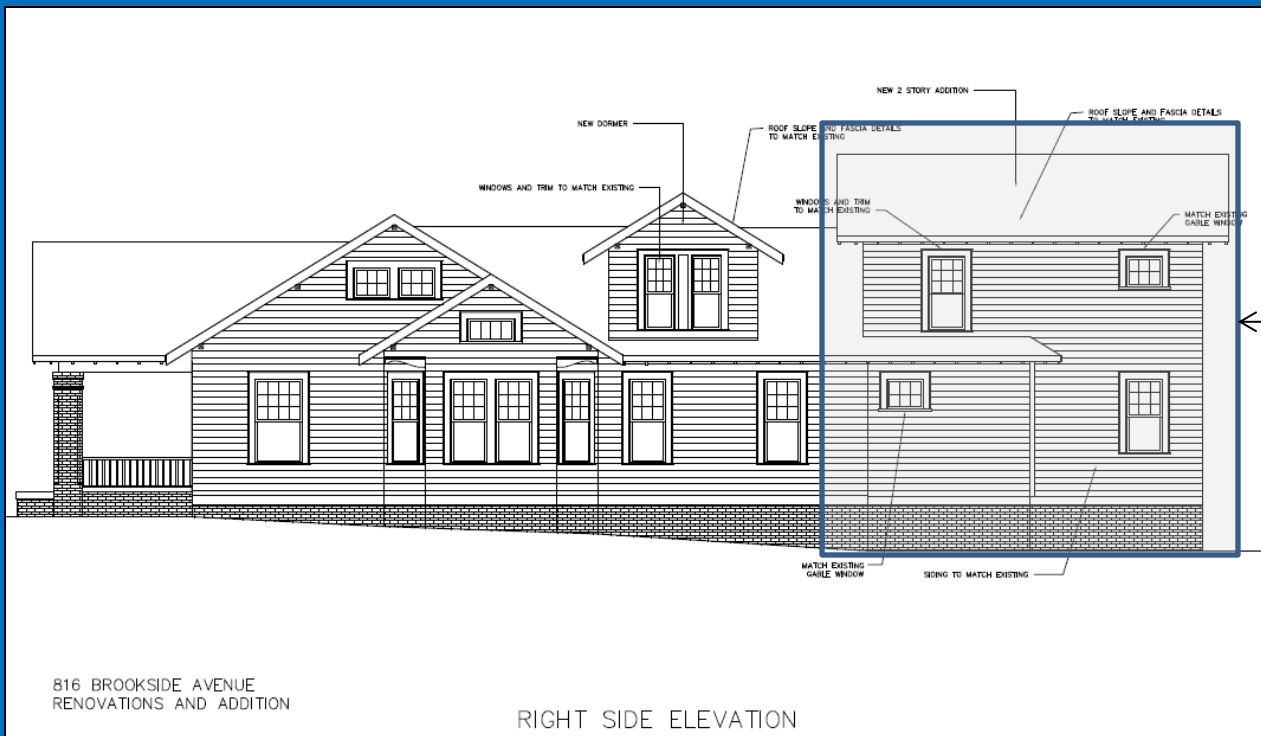 NEW 2 STORY ADDITION
ROOF SLOPE AND FASCIA DETAILS
TO MATCH EXISTING
NEW DORMER
ROOF SLOPE AND FASCIA DETAILS
TO MATCH EXISTING
WINDOWS AND TRIM TO MATCH EXISTING
WINDOWS AND TRIM
TO MATCH EXISTING
MATCH EXISTING
GABLE WINDOW
MATCH EXISTING
GABLE WINDOW
SIDING TO MATCH EXISTING
816 BROOKSIDE AVENUE
RENOVATIONS AND ADDITION
RIGHT SIDE ELEVATION